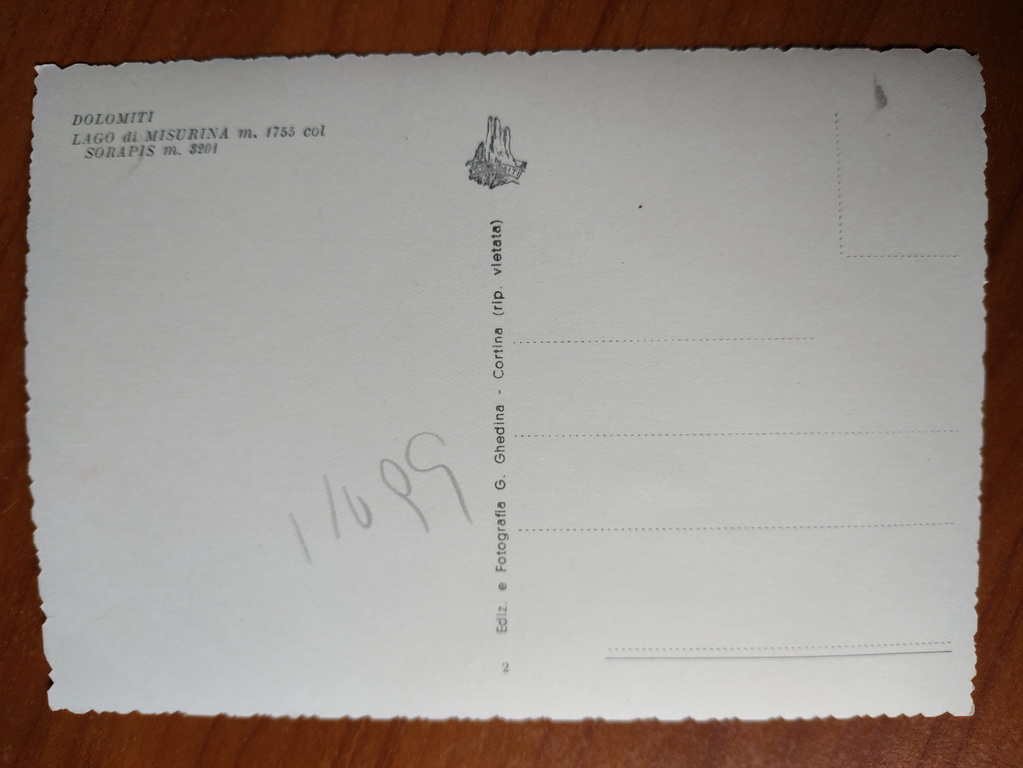 DOLOMITI
LAGO di MISURINA m. 1755 col
SORAPIS m. 3201
Ediz. e Fotografia G. Ghedina - Cortina (rip. vietata)
2